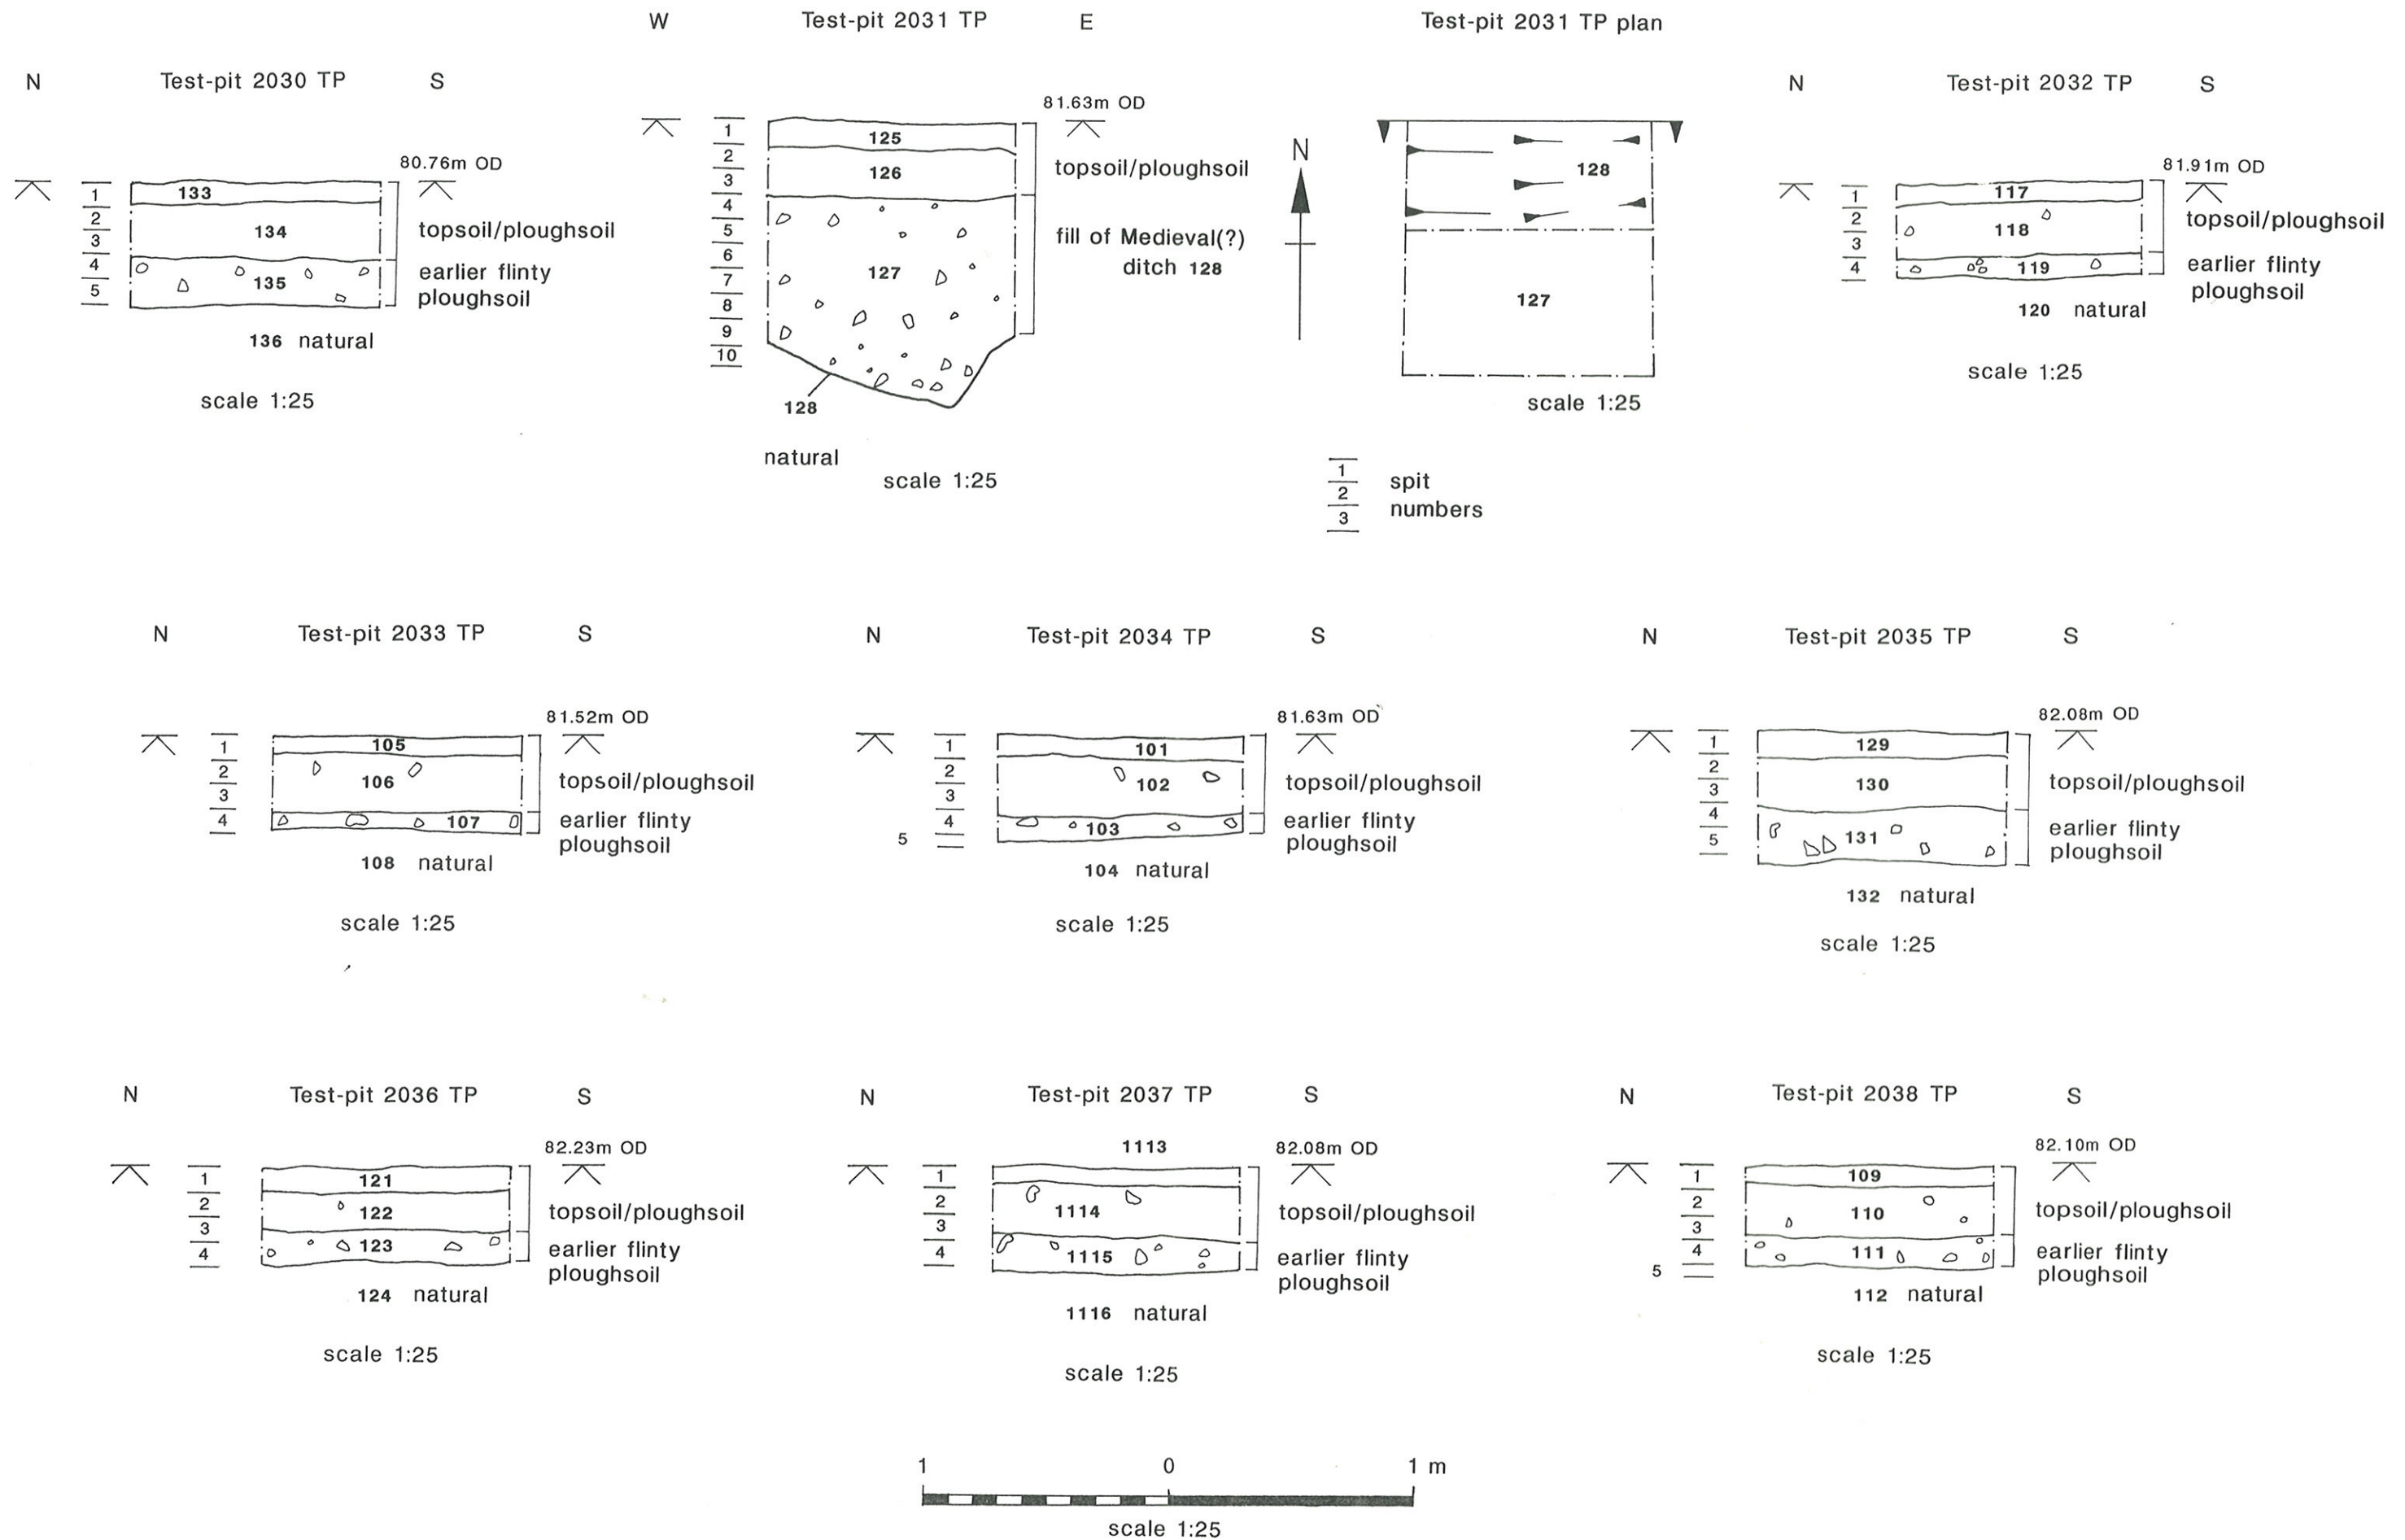 W Test-pit 2031 TP E
Test-pit 2031 TP plan
N Test-pit 2030 TP S
80.76m OD
1
2
3
4
5
133
134
135
topsoil/ploughsoil
earlier flinty
ploughsoil
136 natural
scale 1:25
81.63m OD
1
2
3
4
5
6
7
8
9
10
125
126
127
topsoil/ploughsoil
fill of Medieval(?)
ditch 128
128
natural
scale 1:25
N
128
127
scale 1:25
1
2
3
spit
numbers
N Test-pit 2032 TP S
81.91m OD
1
2
3
4
117
118
119
topsoil/ploughsoil
earlier flinty
ploughsoil
120 natural
scale 1:25
N Test-pit 2033 TP S
81.52m OD
1
2
3
4
105
106
107
topsoil/ploughsoil
earlier flinty
ploughsoil
108 natural
scale 1:25
N Test-pit 2034 TP S
81.63m OD
1
2
3
4
5
101
102
103
topsoil/ploughsoil
earlier flinty
ploughsoil
104 natural
scale 1:25
N Test-pit 2035 TP S
82.08m OD
1
2
3
4
5
129
130
131
topsoil/ploughsoil
earlier flinty
ploughsoil
132 natural
scale 1:25
N Test-pit 2036 TP S
82.23m OD
1
2
3
4
121
122
123
topsoil/ploughsoil
earlier flinty
ploughsoil
124 natural
scale 1:25
N Test-pit 2037 TP S
1113
82.08m OD
1
2
3
4
1114
1115
topsoil/ploughsoil
earlier flinty
ploughsoil
1116 natural
scale 1:25
N Test-pit 2038 TP S
82.10m OD
1
2
3
4
5
109
110
111
topsoil/ploughsoil
earlier flinty
ploughsoil
112 natural
scale 1:25
1 0 1 m
scale 1:25